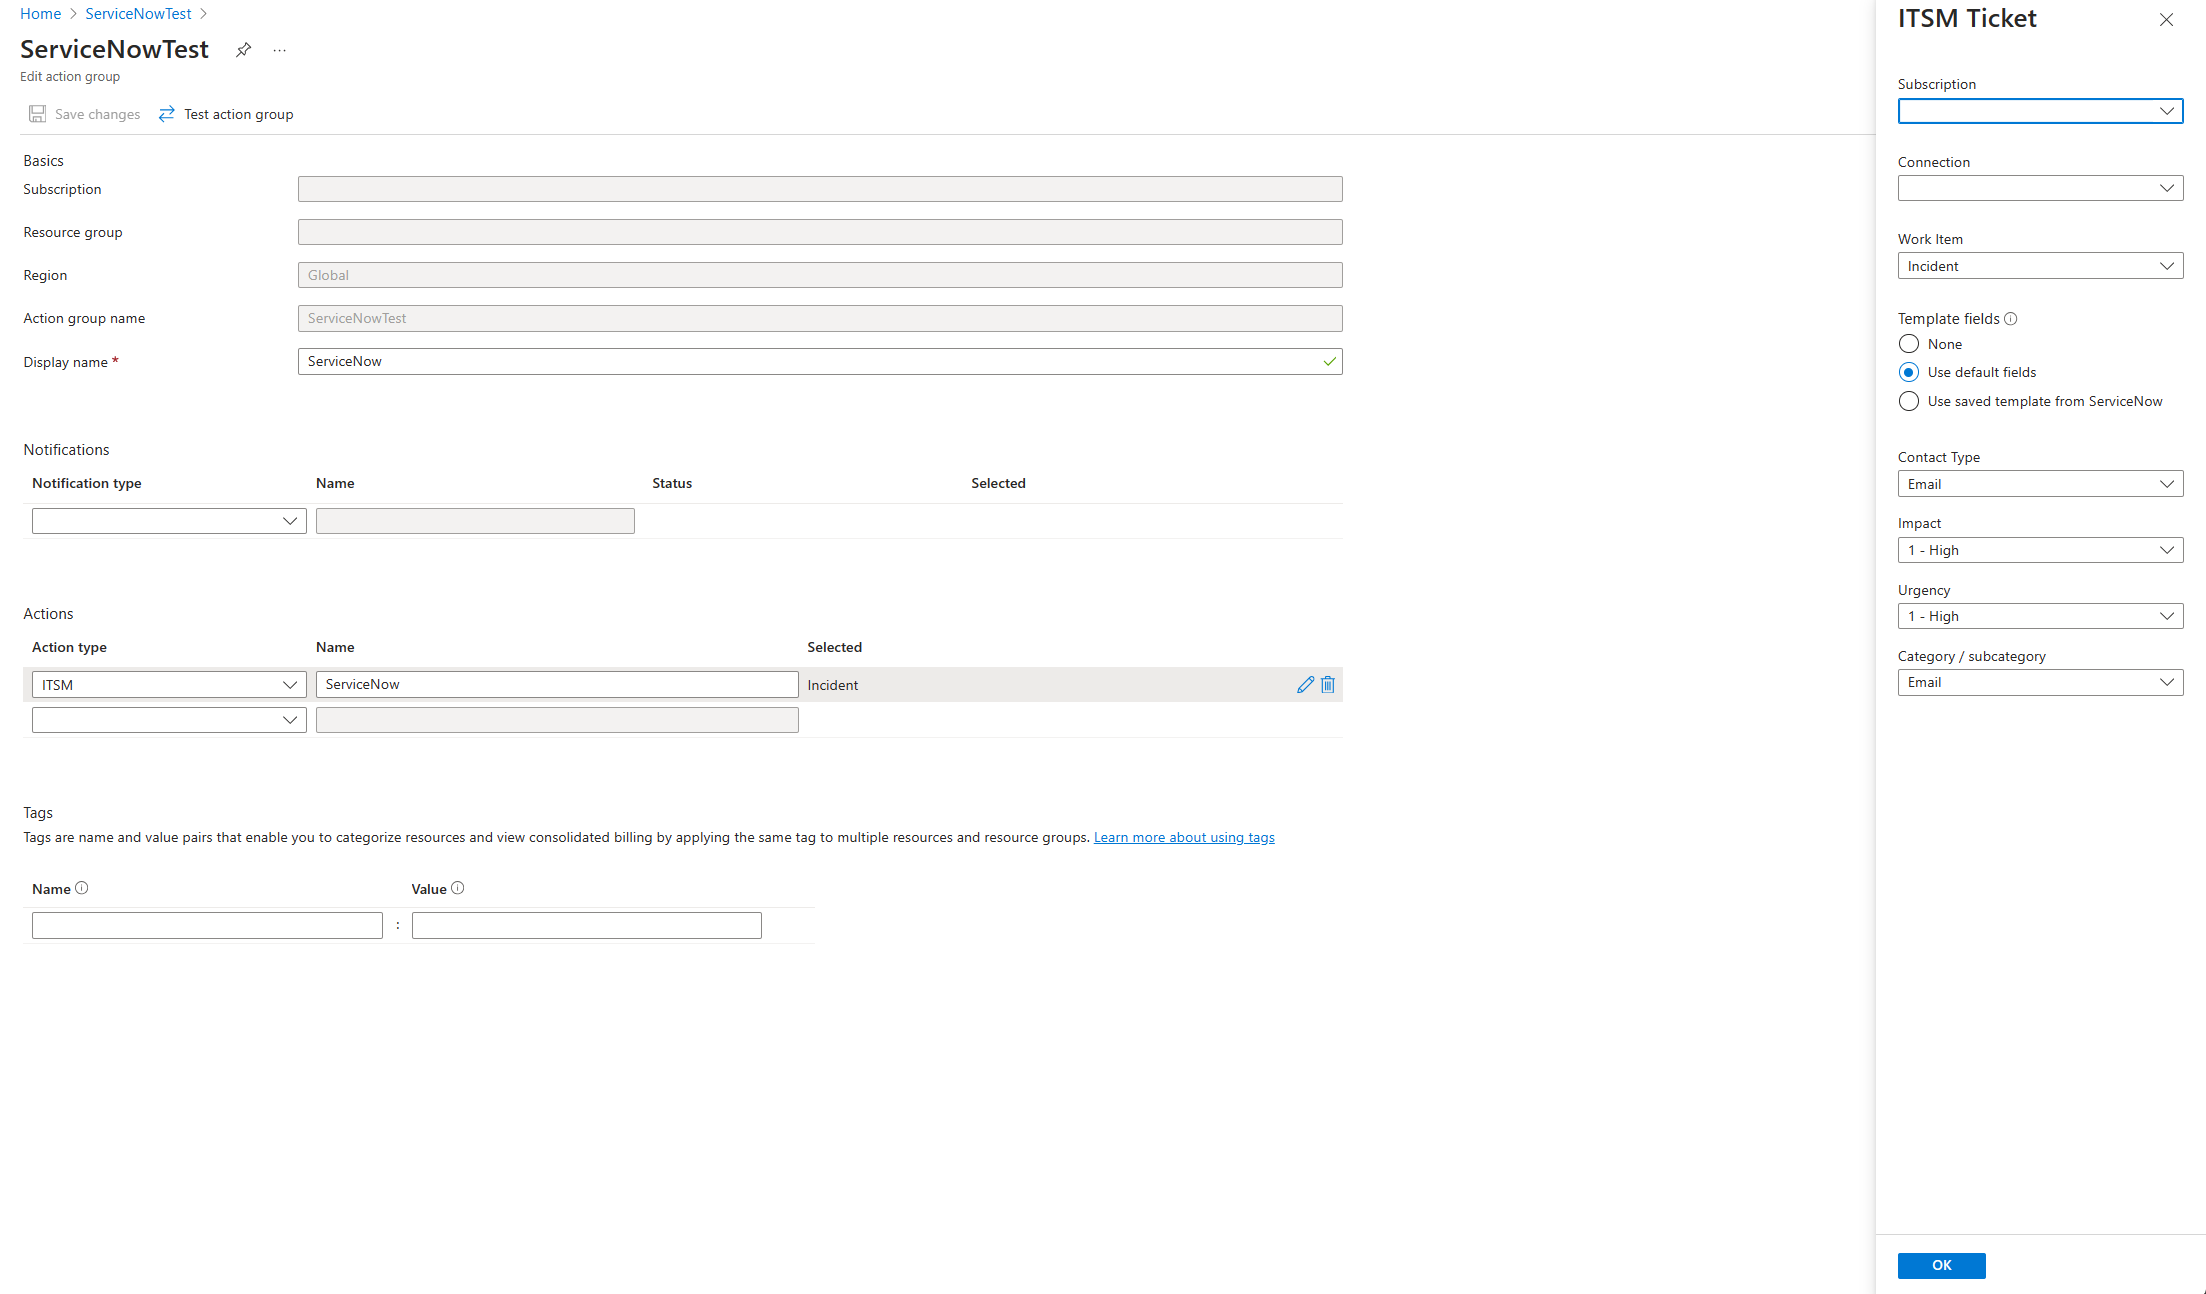 Home > ServiceNowTest >
ServiceNowTest
Edit action group
Save changes Test action group
Basics
Subscription
Resource group
Region Global
Action group name ServiceNowTest
Display name * ServiceNow
Notifications
Notification type Name Status Selected
Actions
Action type Name Selected
ITSM ServiceNow Incident
Tags
Tags are name and value pairs that enable you to categorize resources and view consolidated billing by applying the same tag to multiple resources and resource groups. Learn more about using tags
Name Value
:
ITSM Ticket
Subscription
Connection
Work Item
Incident
Template fields
None
Use default fields
Use saved template from ServiceNow
Contact Type
Email
Impact
1 - High
Urgency
1 - High
Category / subcategory
Email
OK